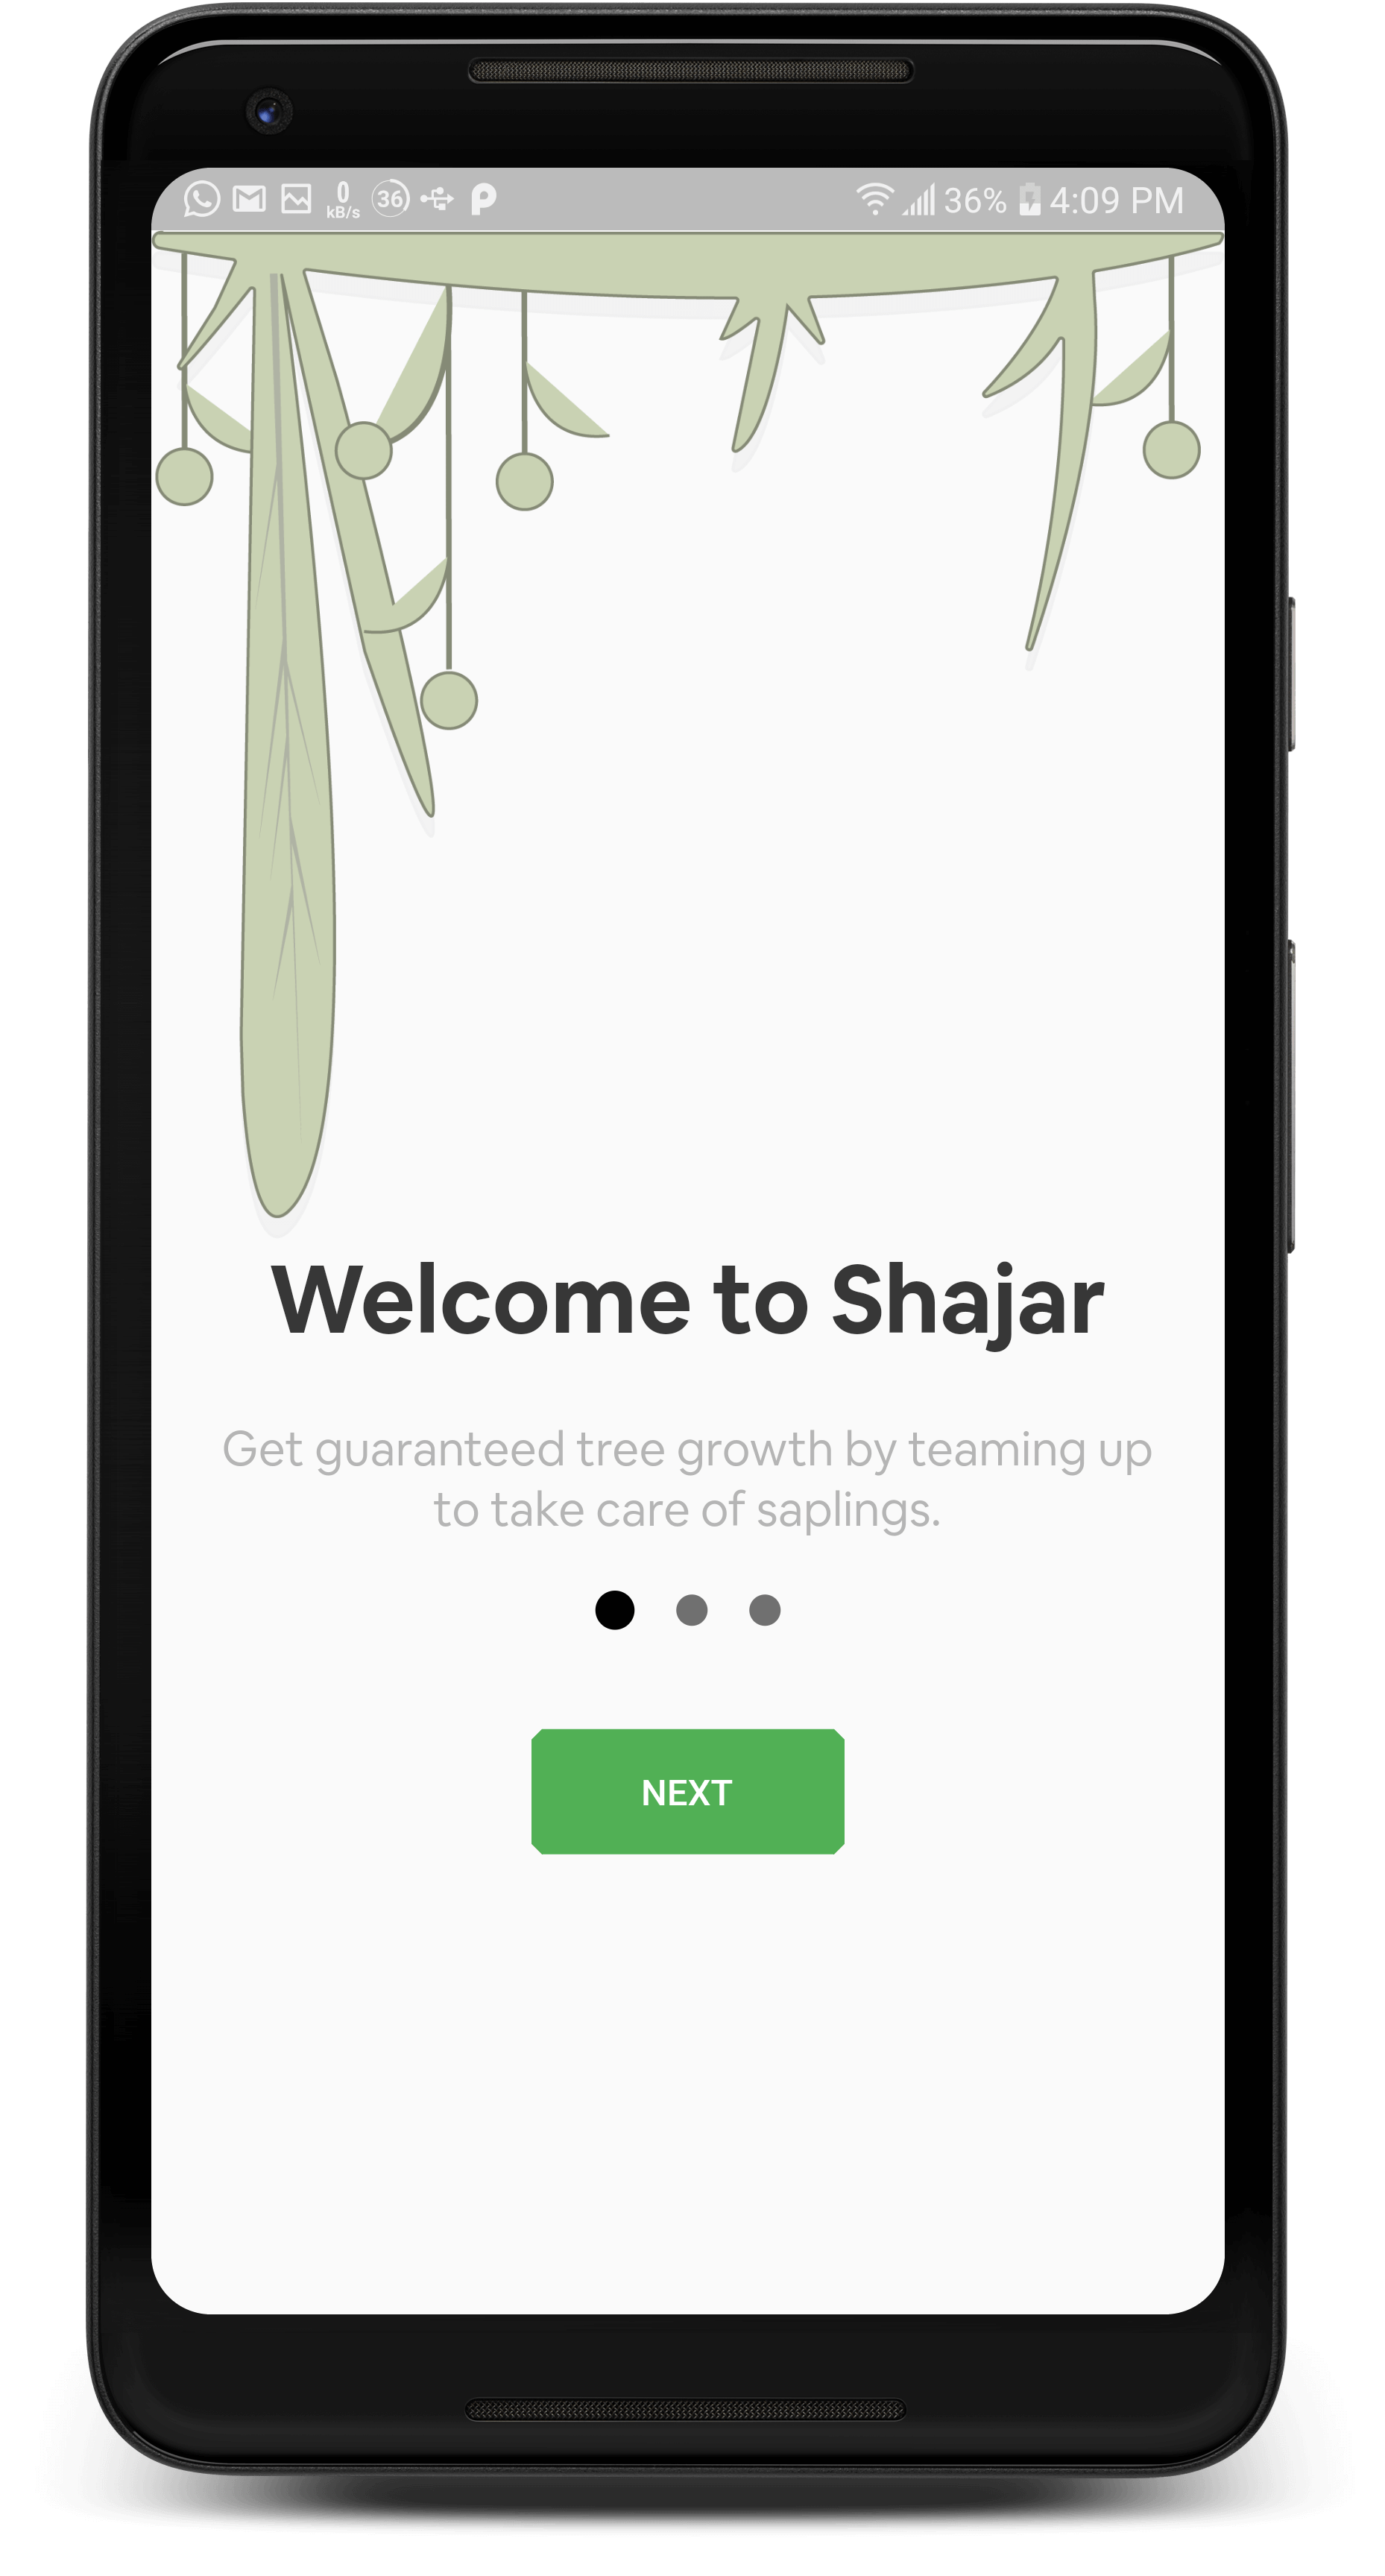 0 kB/s 36 36% 4:09 PM
Welcome to Shajar
Get guaranteed tree growth by teaming up
to take care of saplings.
NEXT